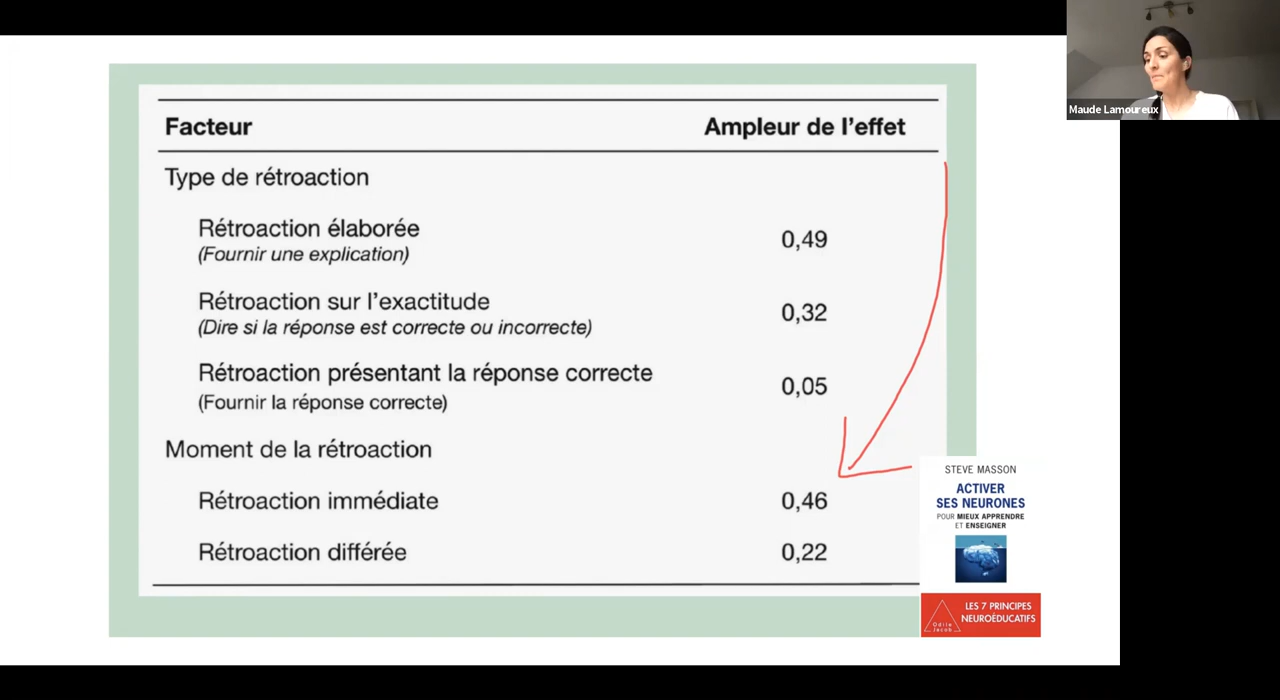 Maude Lamoureux
Facteur Ampleur de l'effet
Type de rétroaction
Rétroaction élaborée
(Fournir une explication)
0,49
Rétroaction sur l'exactitude
(Dire si la réponse est correcte ou incorrecte)
0,32
Rétroaction présentant la réponse correcte
(Fournir la réponse correcte)
0,05
Moment de la rétroaction
Rétroaction immédiate 0,46
Rétroaction différée 0,22
STEVE MASSON
ACTIVER
SES NEURONES
POUR MIEUX APPRENDRE
ET ENSEIGNER
LES 7 PRINCIPES
NEUROÉDUCATIFS
Odile
Jacob